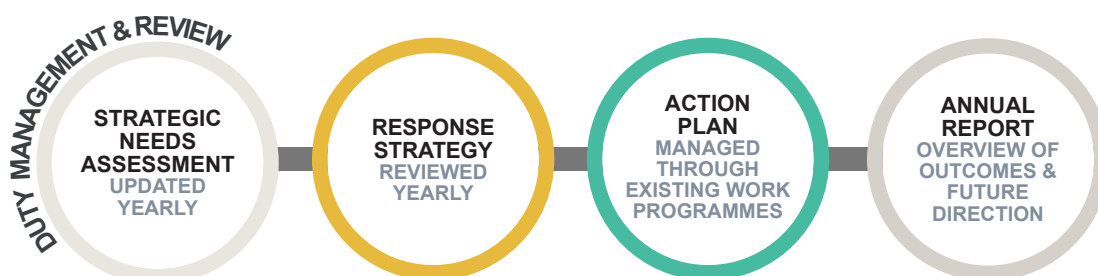 DUTY MANAGEMENT & REVIEW
STRATEGIC
NEEDS
ASSESSMENT
UPDATED
YEARLY
RESPONSE
STRATEGY
REVIEWED
YEARLY
ACTION
PLAN
MANAGED
THROUGH
EXISTING WORK
PROGRAMMES
ANNUAL
REPORT
OVERVIEW OF
OUTCOMES &
FUTURE
DIRECTION